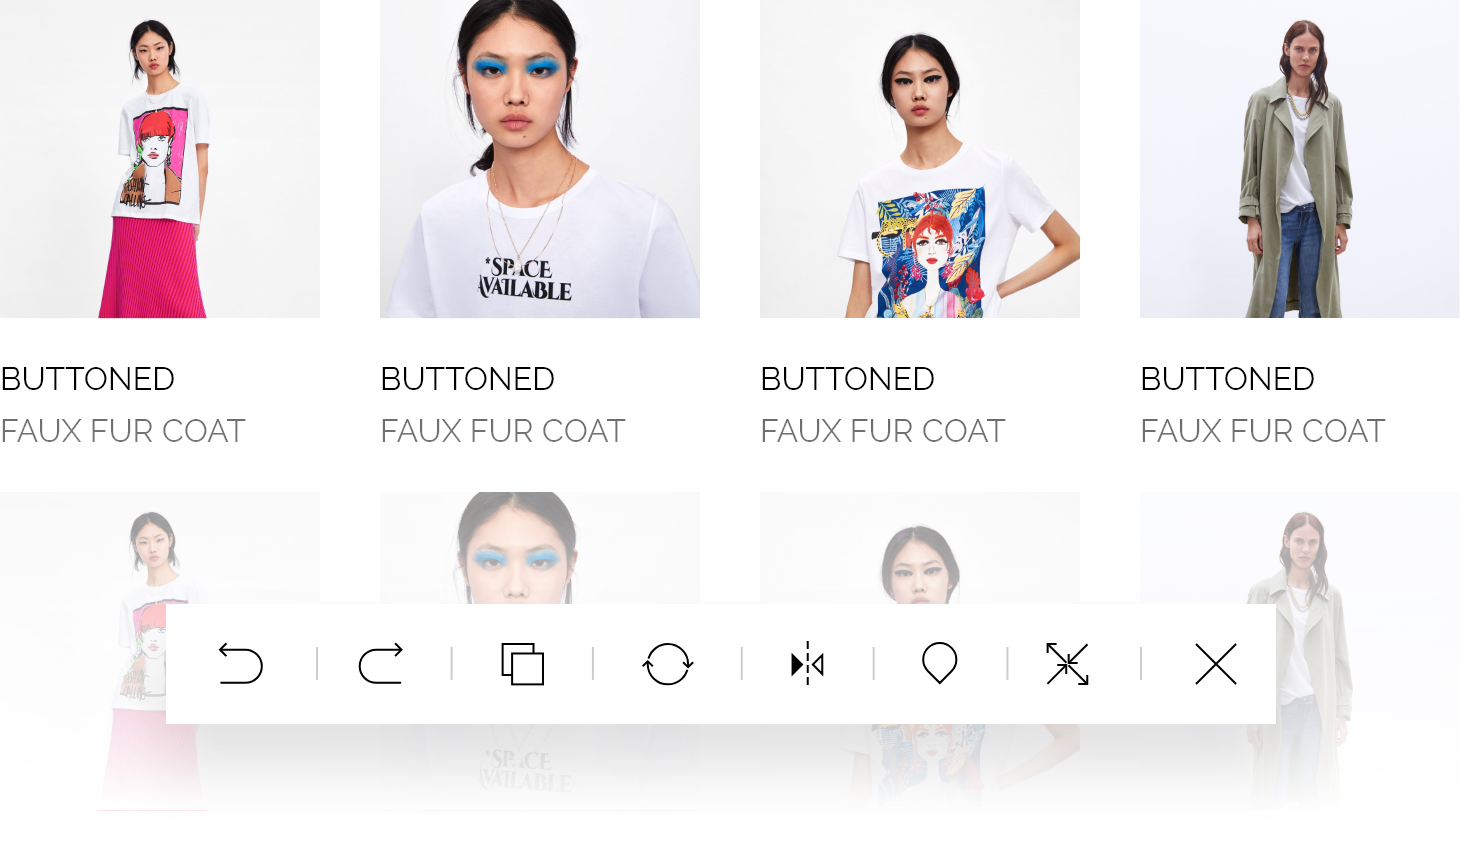 *SPACE
AVAILABLE
BUTTONED
FAUX FUR COAT
BUTTONED
FAUX FUR COAT
BUTTONED
FAUX FUR COAT
BUTTONED
FAUX FUR COAT
*SPACE
AVAILABLE